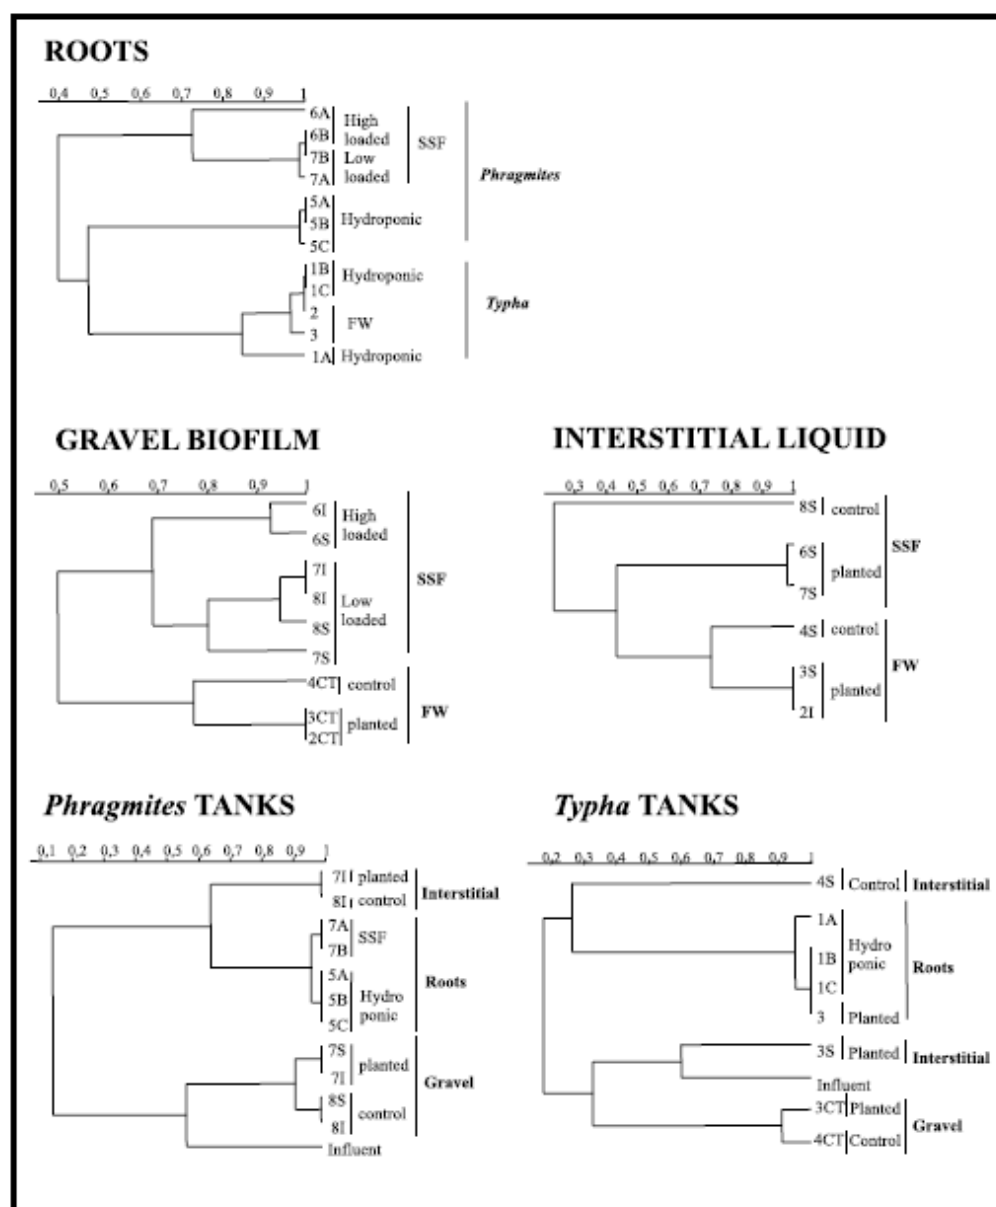 ROOTS
0,4 0,5 0,6 0,7 0,8 0,9 1
6A High
6B loaded SSF
7B Low
7A loaded
Phragmites
5A
5B Hydroponic
5C
1B Hydroponic
1C
2
FW
Typha
3
1A Hydroponic
GRAVEL BIOFILM
0,5 0,6 0,7 0,8 0,9 1
6I High
6S loaded
7I
SSF
8I Low
8S loaded
7S
4CT control
FW
3CT planted
2CT
INTERSTITIAL LIQUID
0,3 0,4 0,5 0,6 0,7 0,8 0,9 1
8S control
6S SSF
planted
7S
4S control
3S FW
planted
2I
Phragmites TANKS
0,1 0,2 0,3 0,4 0,5 0,6 0,7 0,8 0,9 1
7I planted Interstitial
8I control
7A SSF
7B
5A Roots
5B Hydro
5C ponic
7S planted
7I Gravel
8S control
8I
Influent
Typha TANKS
0,2 0,3 0,4 0,5 0,6 0,7 0,8 0,9 1
4S Control Interstitial
1A
1B Hydro
ponic Roots
1C
3 Planted
3S Planted Interstitial
Influent
3CT Planted
Gravel
4CT Control